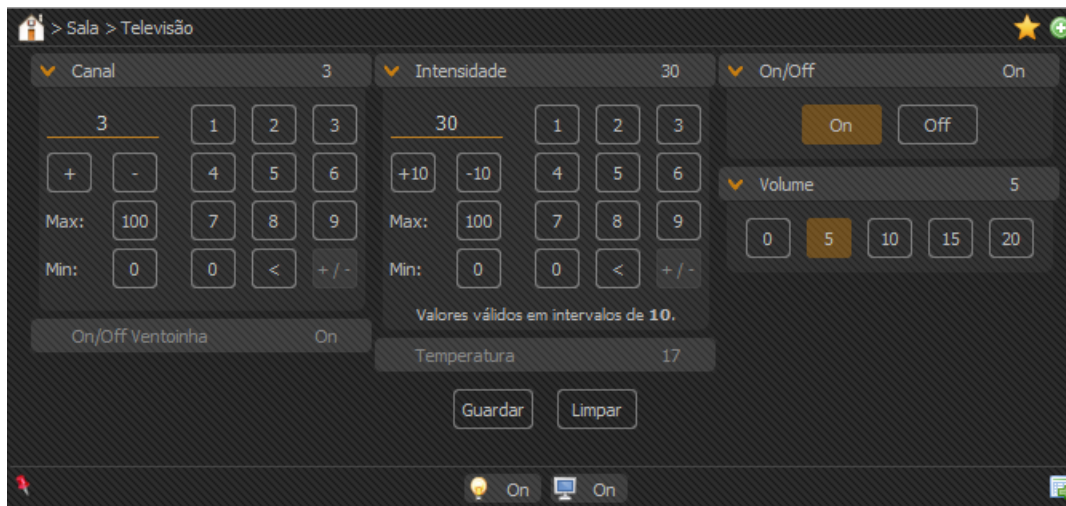 > Sala > Televisão
Canal 3
3
1 2 3
+ - 4 5 6
Max: 100 7 8 9
Min: 0 0 < + / -
On/Off Ventoinha On
Intensidade 30
30
1 2 3
+10 -10 4 5 6
Max: 100 7 8 9
Min: 0 0 < + / -
Valores válidos em intervalos de 10.
Temperatura 17
On/Off On
On Off
Volume 5
0 5 10 15 20
Guardar Limpar
On On